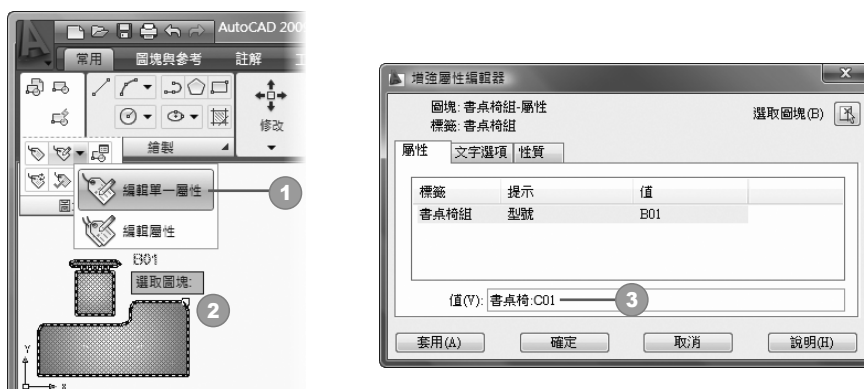 AutoCAD 200
常用 圖塊與參考 註解
修改
繪製
編輯單一屬性
1
編輯屬性
B01
選取圖塊:
2
Y
X
增強屬性編輯器
圖塊: 書桌椅組-屬性
標籤: 書桌椅組
選取圖塊(B)
屬性 文字選項 性質
標籤 提示 值
書桌椅組 型號 B01
值(V): 書桌椅:C01
3
套用(A) 確定 取消 說明(H)